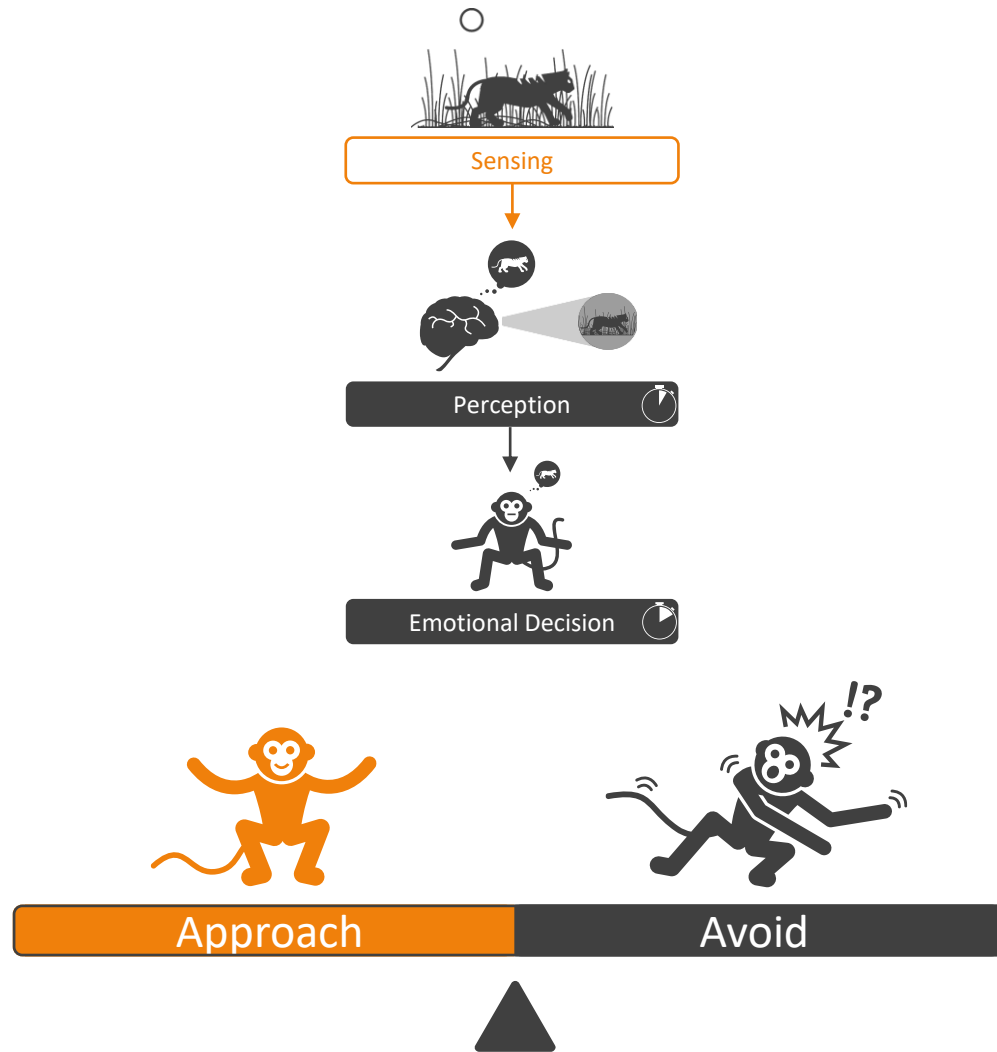 Sensing
Perception
Emotional Decision
!?
Approach
Avoid